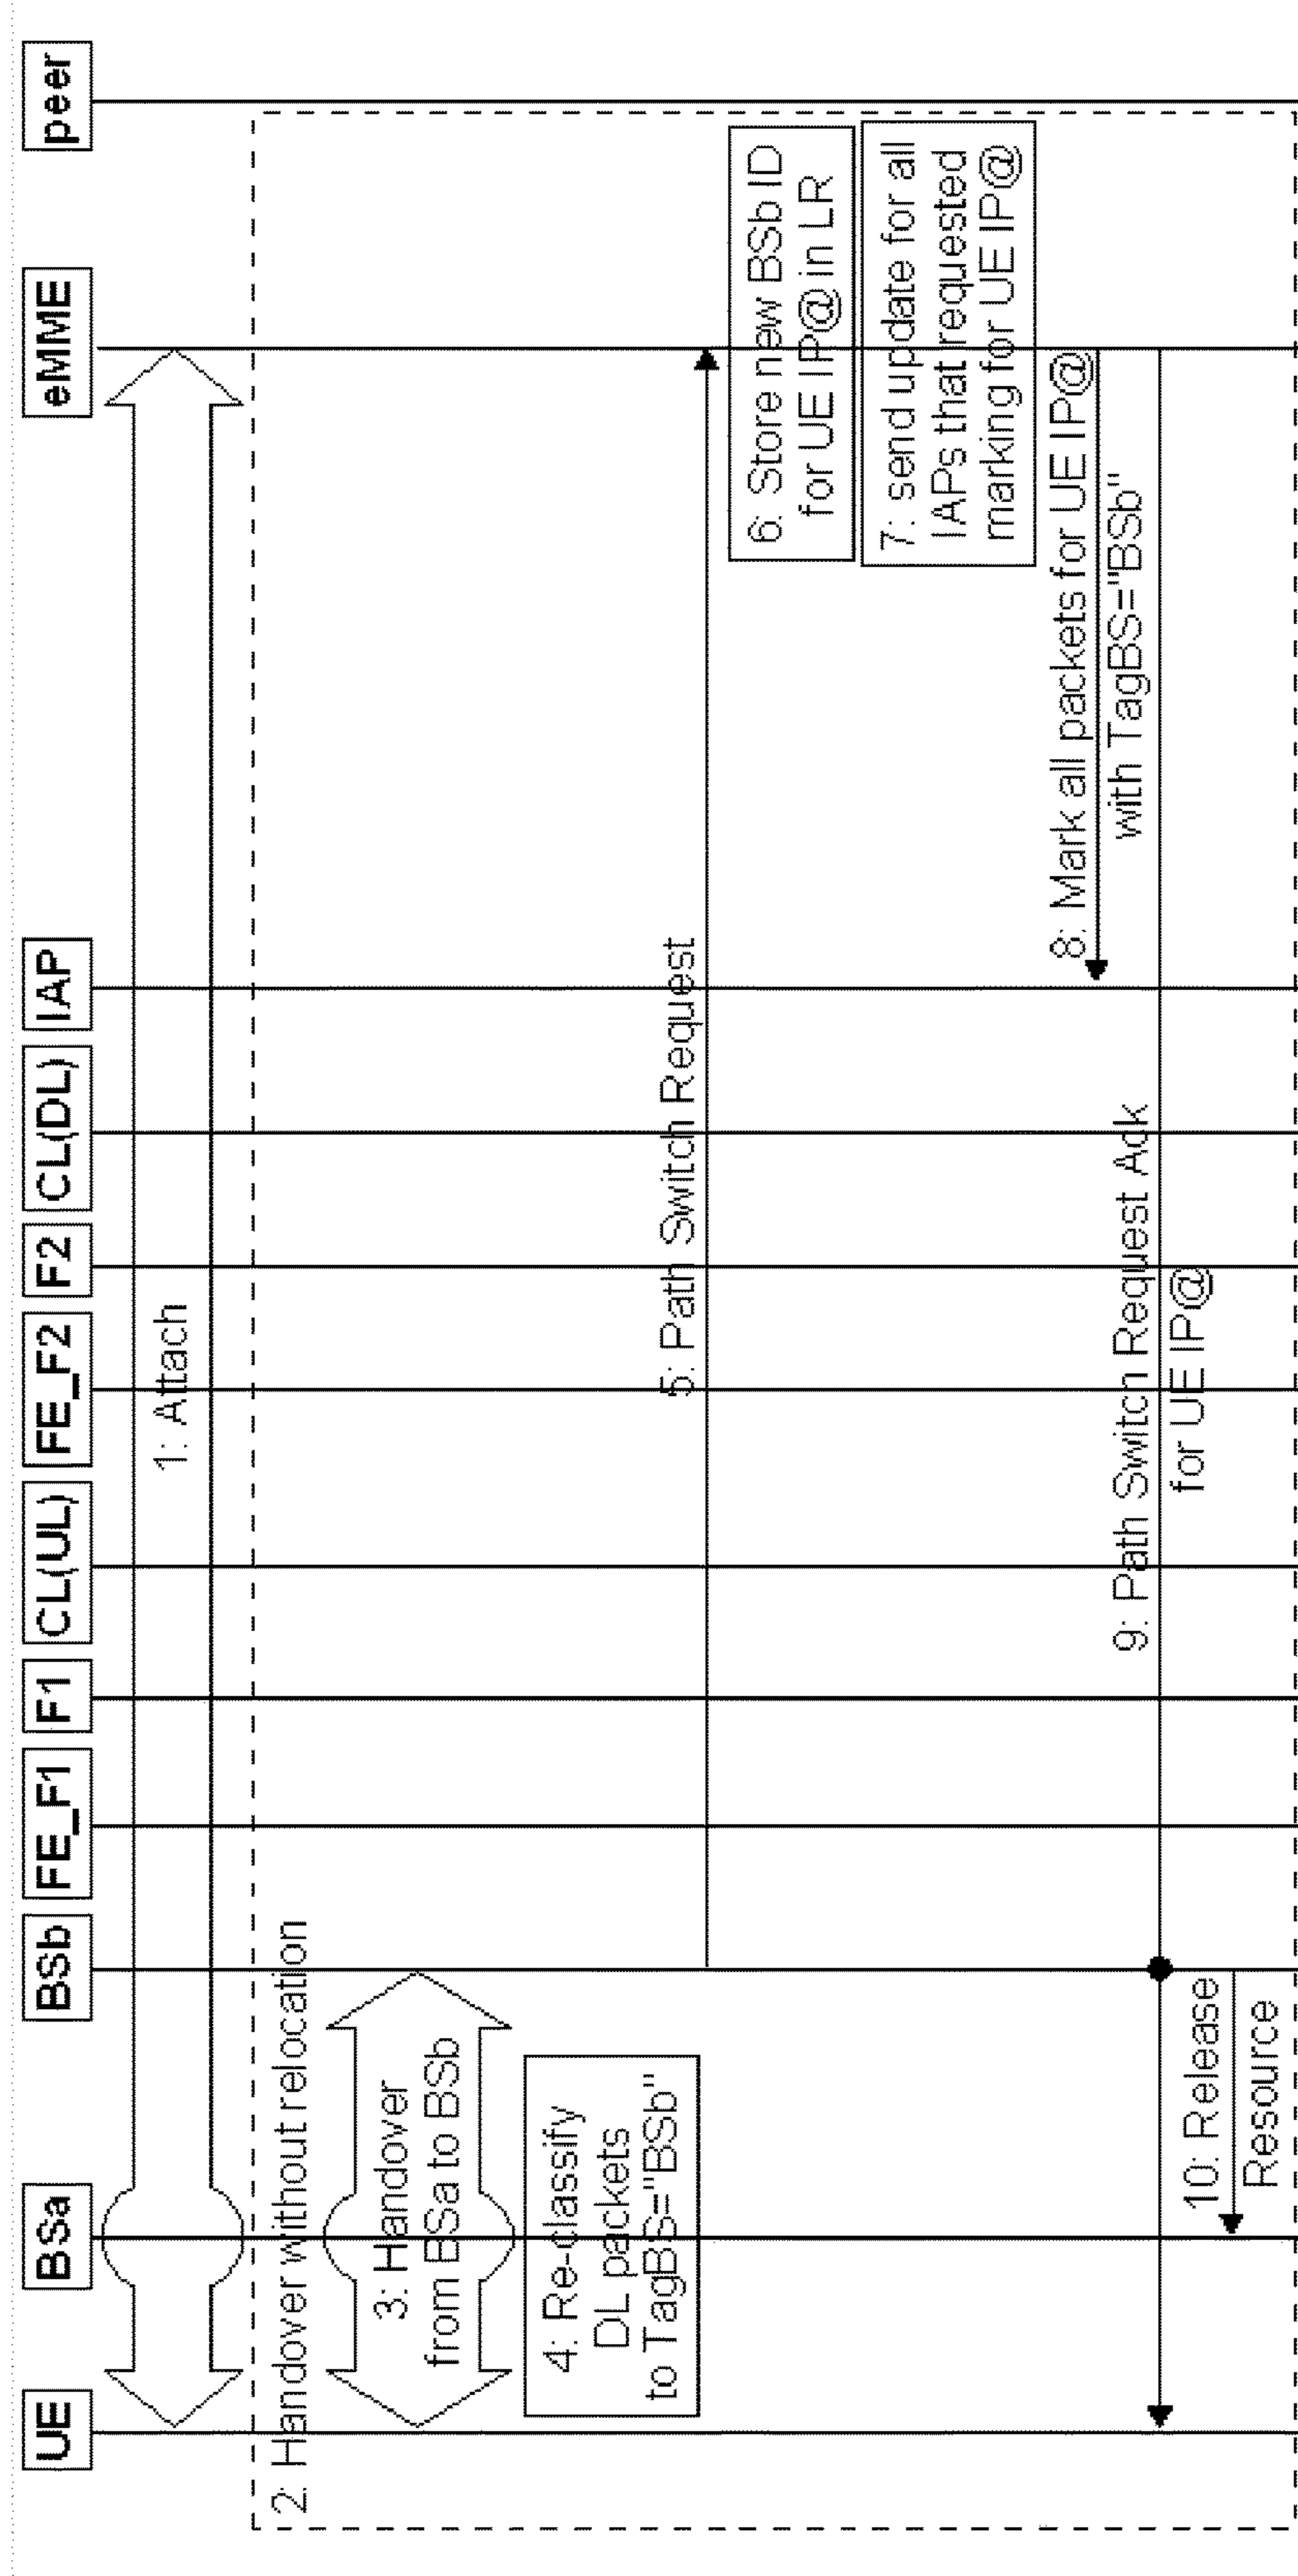 UE
BSa
BSb
FE_F1
F1
CL(UL)
FE_F2
F2
CL(DL)
IAP
eMME
peer
1: Attach
2: Handover without relocation
3: Handover
from BSa to BSb
4: Re-classify
DL packets
to TagBS="BSb"
5: Path Switch Request
6: Store new BSb ID
for UE IP@ in LR
7: send update for all
IAPs that requested
marking for UE IP@
8: Mark all packets for UE IP@
with TagBS="BSb"
9: Path Switch Request Ack
for UE IP@
10: Release
Resource